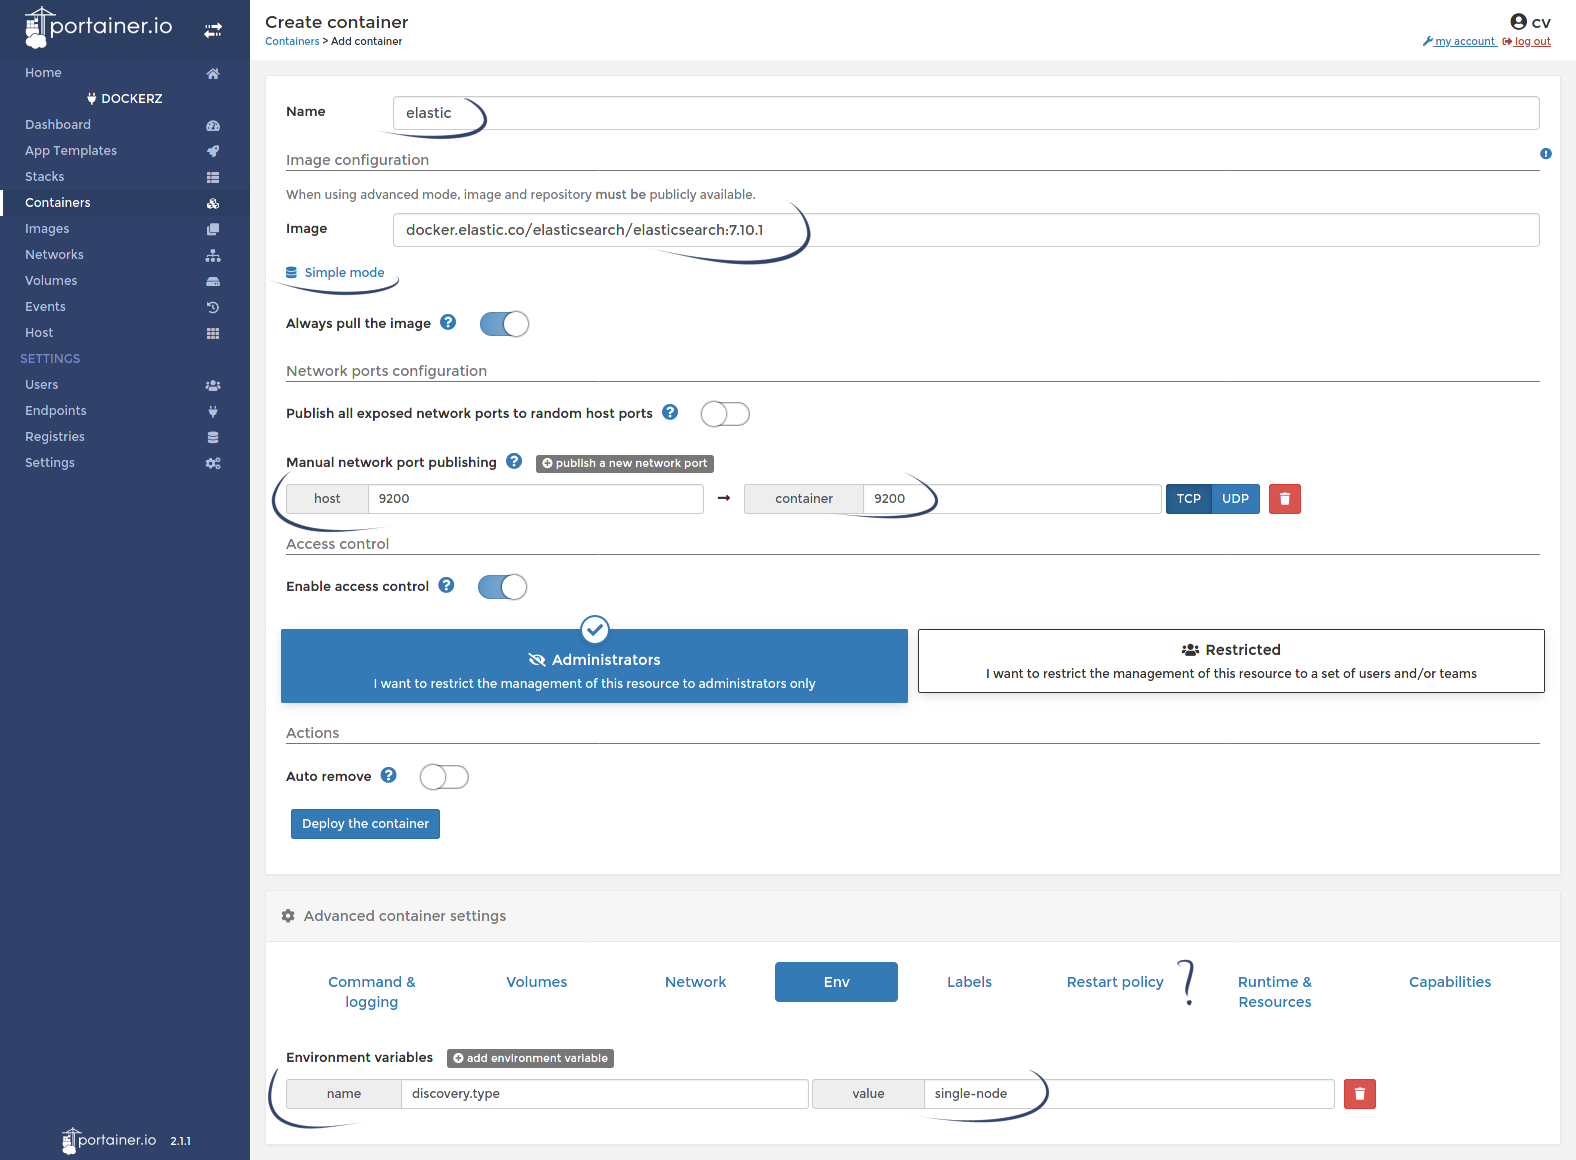 portainer.io
Home
DOCKERZ
Dashboard
App Templates
Stacks
Containers
Images
Networks
Volumes
Events
Host
SETTINGS
Users
Endpoints
Registries
Settings
portainer.io 2.1.1
Create container
Containers > Add container
cv
my account log out
Name elastic
Image configuration
When using advanced mode, image and repository must be publicly available.
Image docker.elastic.co/elasticsearch/elasticsearch:7.10.1
Simple mode
Always pull the image
Network ports configuration
Publish all exposed network ports to random host ports
Manual network port publishing publish a new network port
host 9200 → container 9200 TCP UDP
Access control
Enable access control
Administrators
I want to restrict the management of this resource to administrators only
Restricted
I want to restrict the management of this resource to a set of users and/or teams
Actions
Auto remove
Deploy the container
Advanced container settings
Command &
logging
Volumes
Network
Env
Labels
Restart policy ?
Runtime &
Resources
Capabilities
Environment variables add environment variable
name discovery.type value single-node